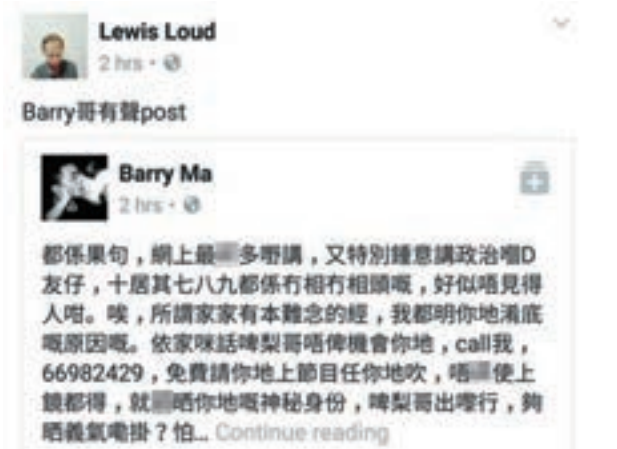 Lewis Loud
2 hrs
Barry哥有聲post
Barry Ma
2 hrs
都係果句，網上最 多嘢講，又特別鍾意講政治嗰D
友仔，十居其七八九都係冇相冇相頭嘅，好似唔見得
人咁。唉，所謂家家有本難念的經，我都明你地淆底
嘅原因嘅。依家咪話啤梨哥唔俾機會你地，call我，
66982429，免費請你地上節目任你地吹，唔 使上
鏡都得，就 晒你地嘅神秘身份，啤梨哥出嚟行，夠
晒義氣嘞掛？怕... Continue reading